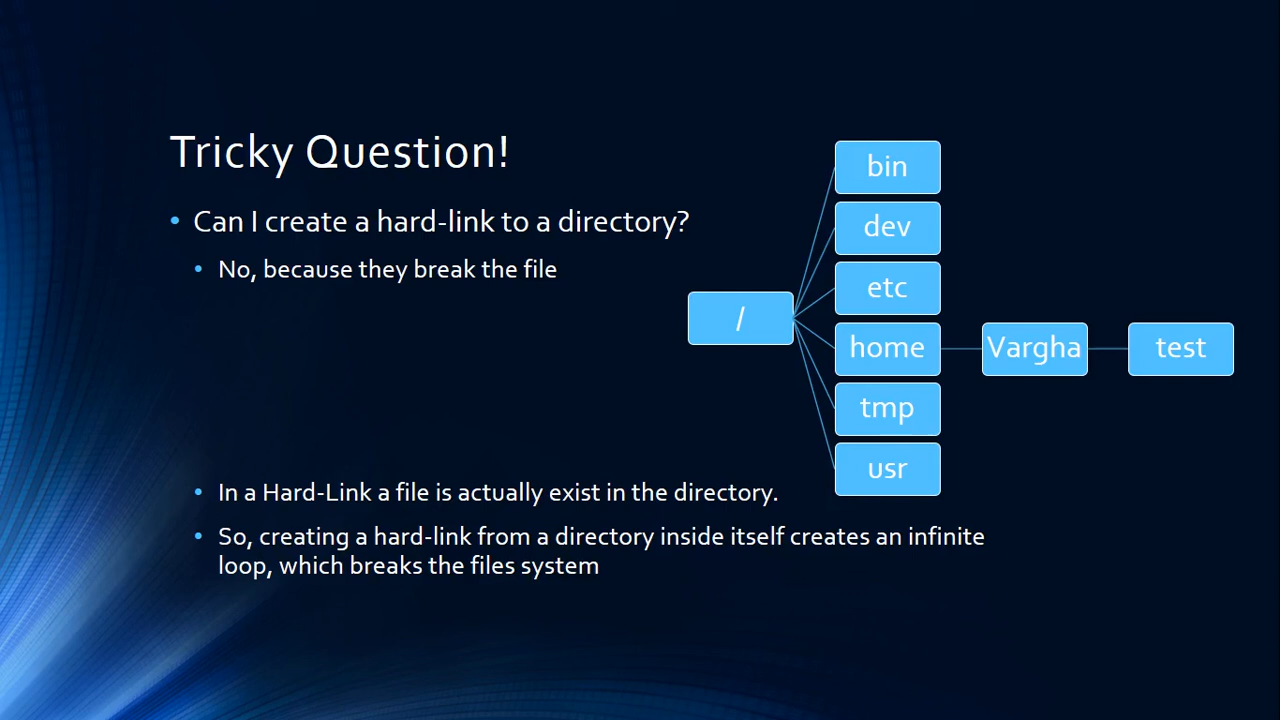 Tricky Question!
Can I create a hard-link to a directory?
No, because they break the file
In a Hard-Link a file is actually exist in the directory.
So, creating a hard-link from a directory inside itself creates an infinite
loop, which breaks the files system
/
bin
dev
etc
home
Vargha
test
tmp
usr